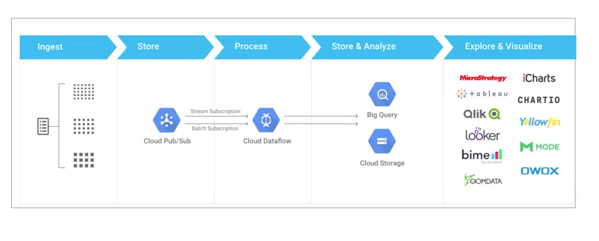 Ingest
Store
Process
Store & Analyze
Explore & Visualize
Stream Subscription
Batch Subscription
Cloud Pub/Sub
Cloud Dataflow
Big Query
Cloud Storage
MicroStrategy
iCharts
tableau
CHARTIO
Qlik
Yellowfin
looker
MODE
bime
OWOX